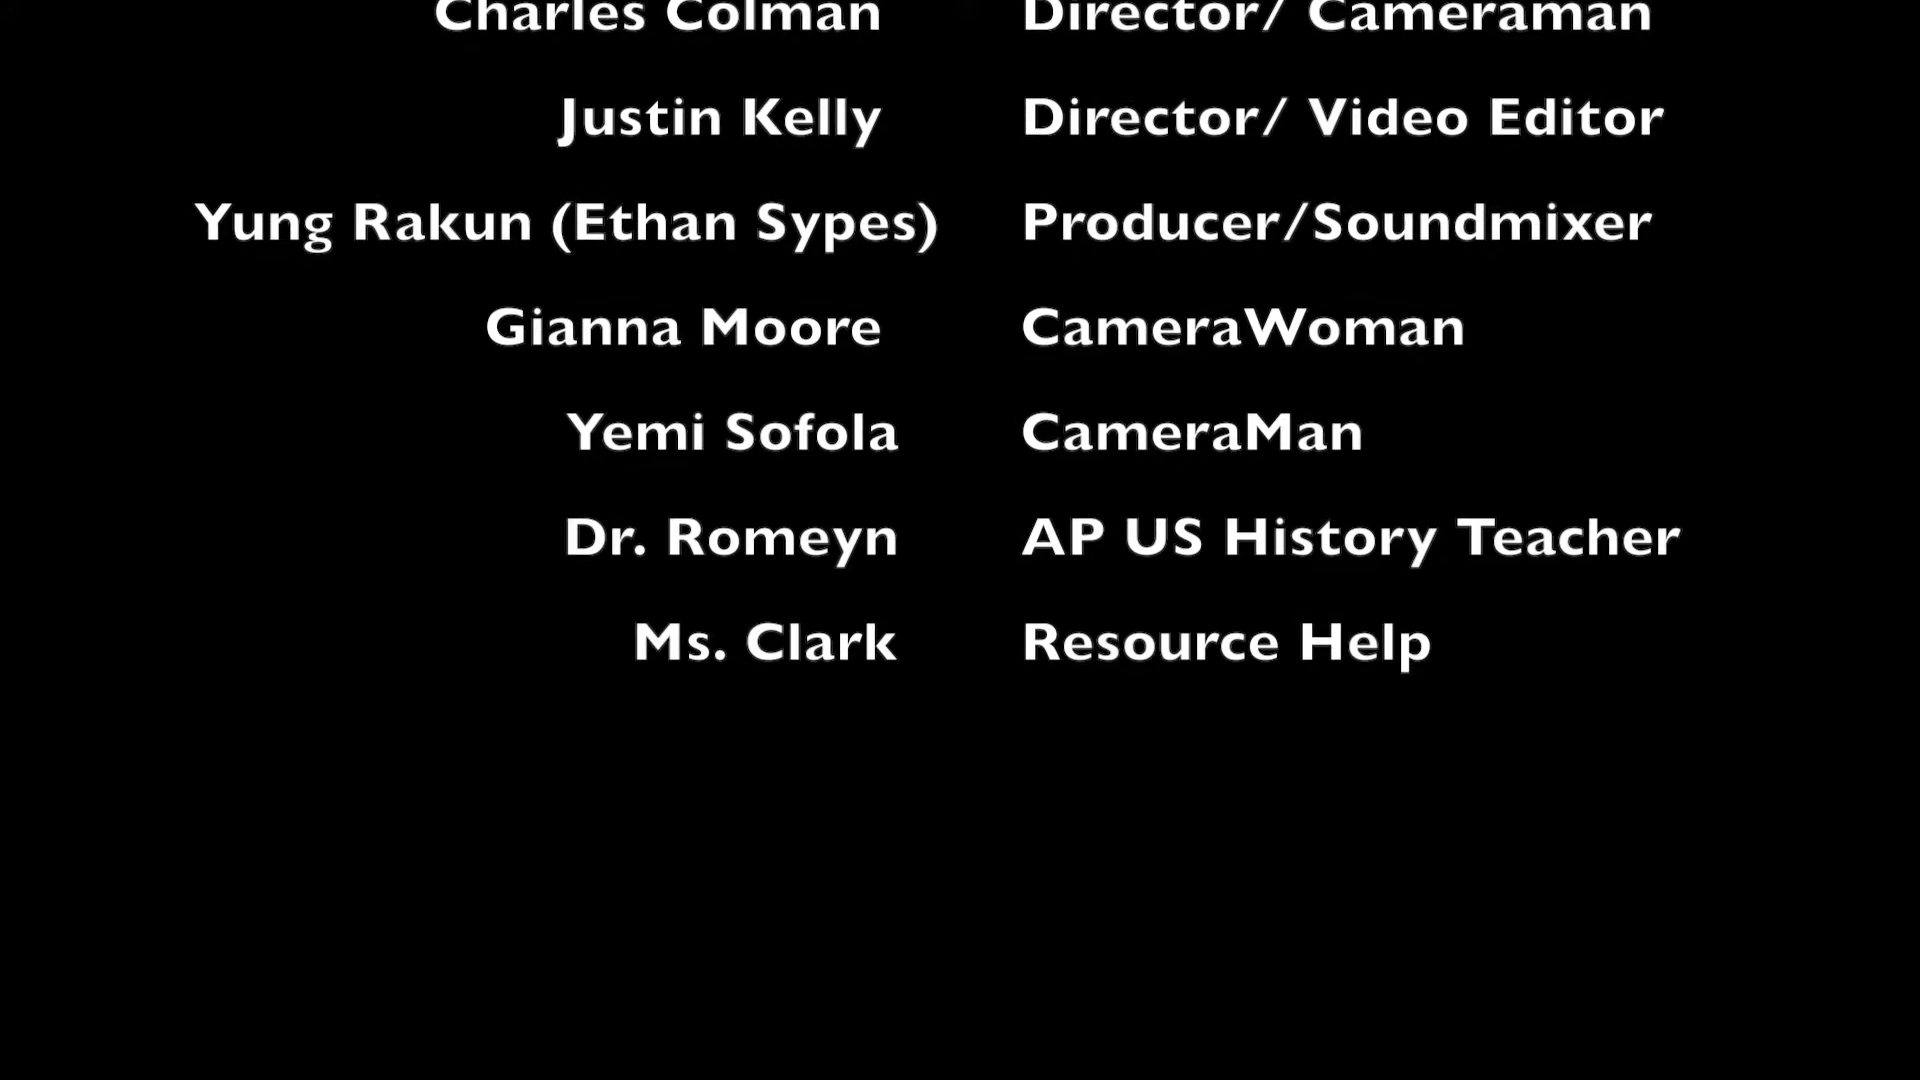 Charles Colman Director/ Cameraman
Justin Kelly Director/ Video Editor
Yung Rakun (Ethan Sypes) Producer/Soundmixer
Gianna Moore CameraWoman
Yemi Sofola CameraMan
Dr. Romeyn AP US History Teacher
Ms. Clark Resource Help